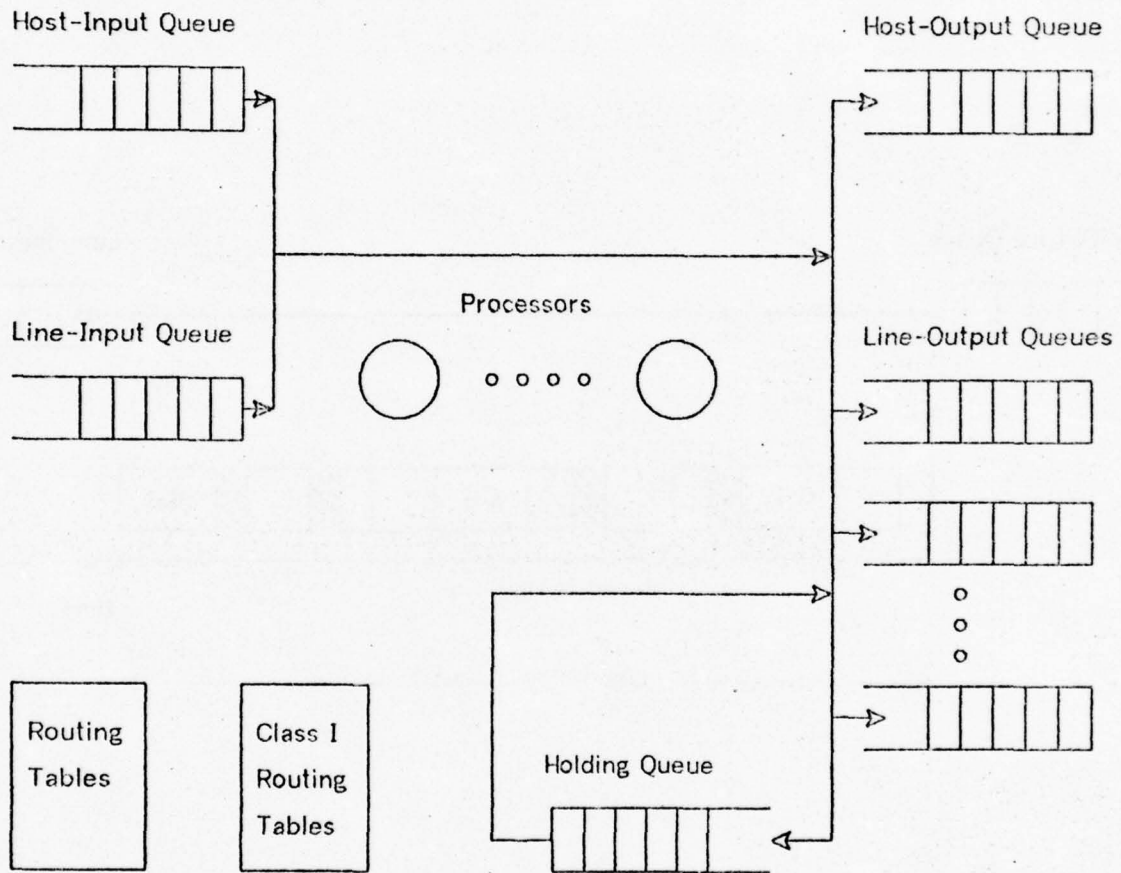 Host-Input Queue
Host-Output Queue
Processors
Line-Input Queue
Line-Output Queues
Routing
Tables
Class I
Routing
Tables
Holding Queue